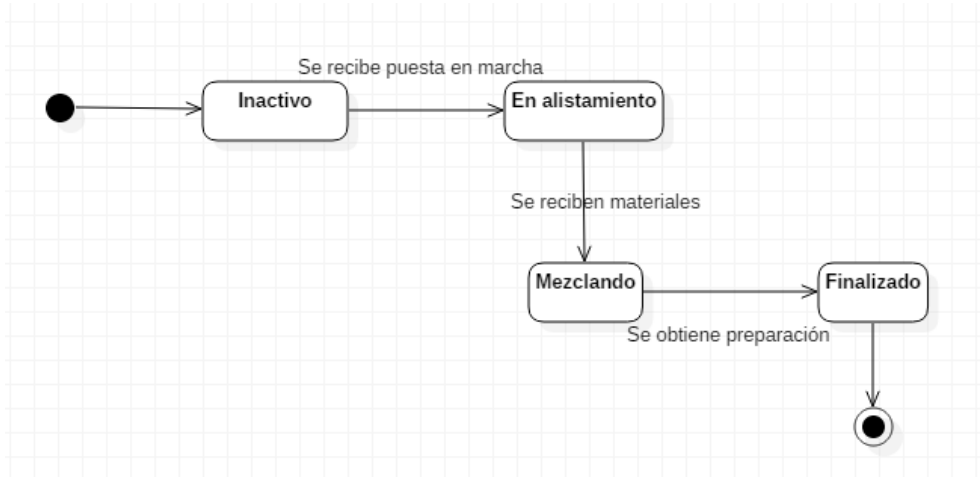 Se recibe puesta en marcha
Inactivo
En alistamiento
Se reciben materiales
Mezclando
Finalizado
Se obtiene preparación